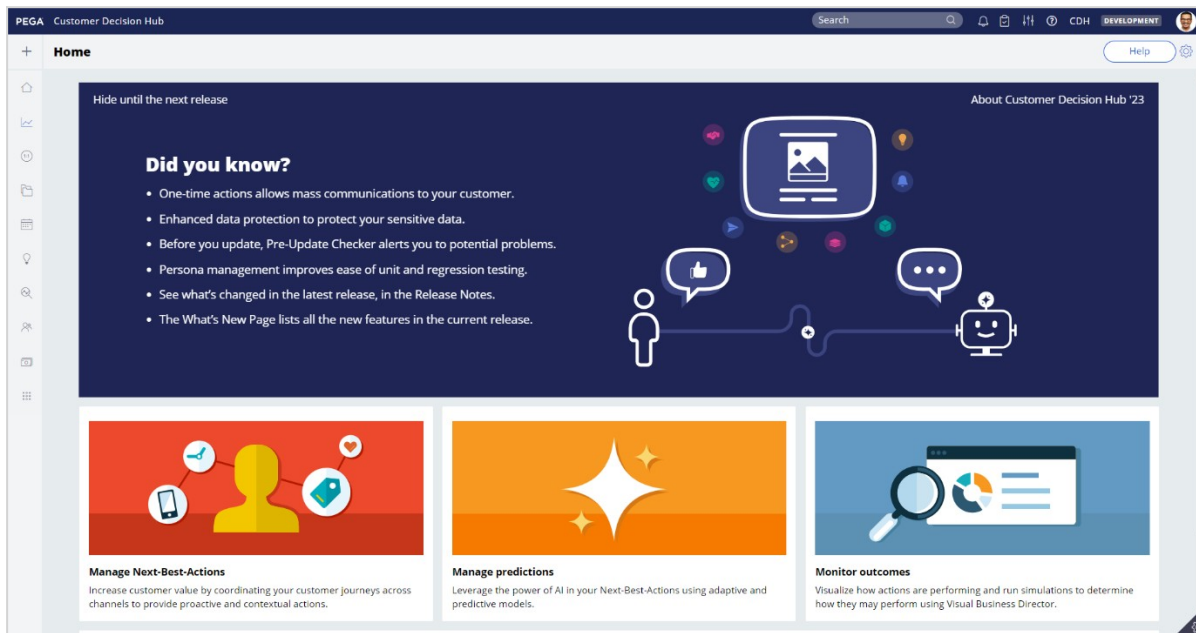 PEGA Customer Decision Hub
Search
CDH
DEVELOPMENT
Home
Help
Hide until the next release
About Customer Decision Hub '23
Did you know?
• One-time actions allows mass communications to your customer.
• Enhanced data protection to protect your sensitive data.
• Before you update, Pre-Update Checker alerts you to potential problems.
• Persona management improves ease of unit and regression testing.
• See what's changed in the latest release, in the Release Notes.
• The What's New Page lists all the new features in the current release.
Manage Next-Best-Actions
Increase customer value by coordinating your customer journeys across
channels to provide proactive and contextual actions.
Manage predictions
Leverage the power of AI in your Next-Best-Actions using adaptive and
predictive models.
Monitor outcomes
Visualize how actions are performing and run simulations to determine
how they may perform using Visual Business Director.